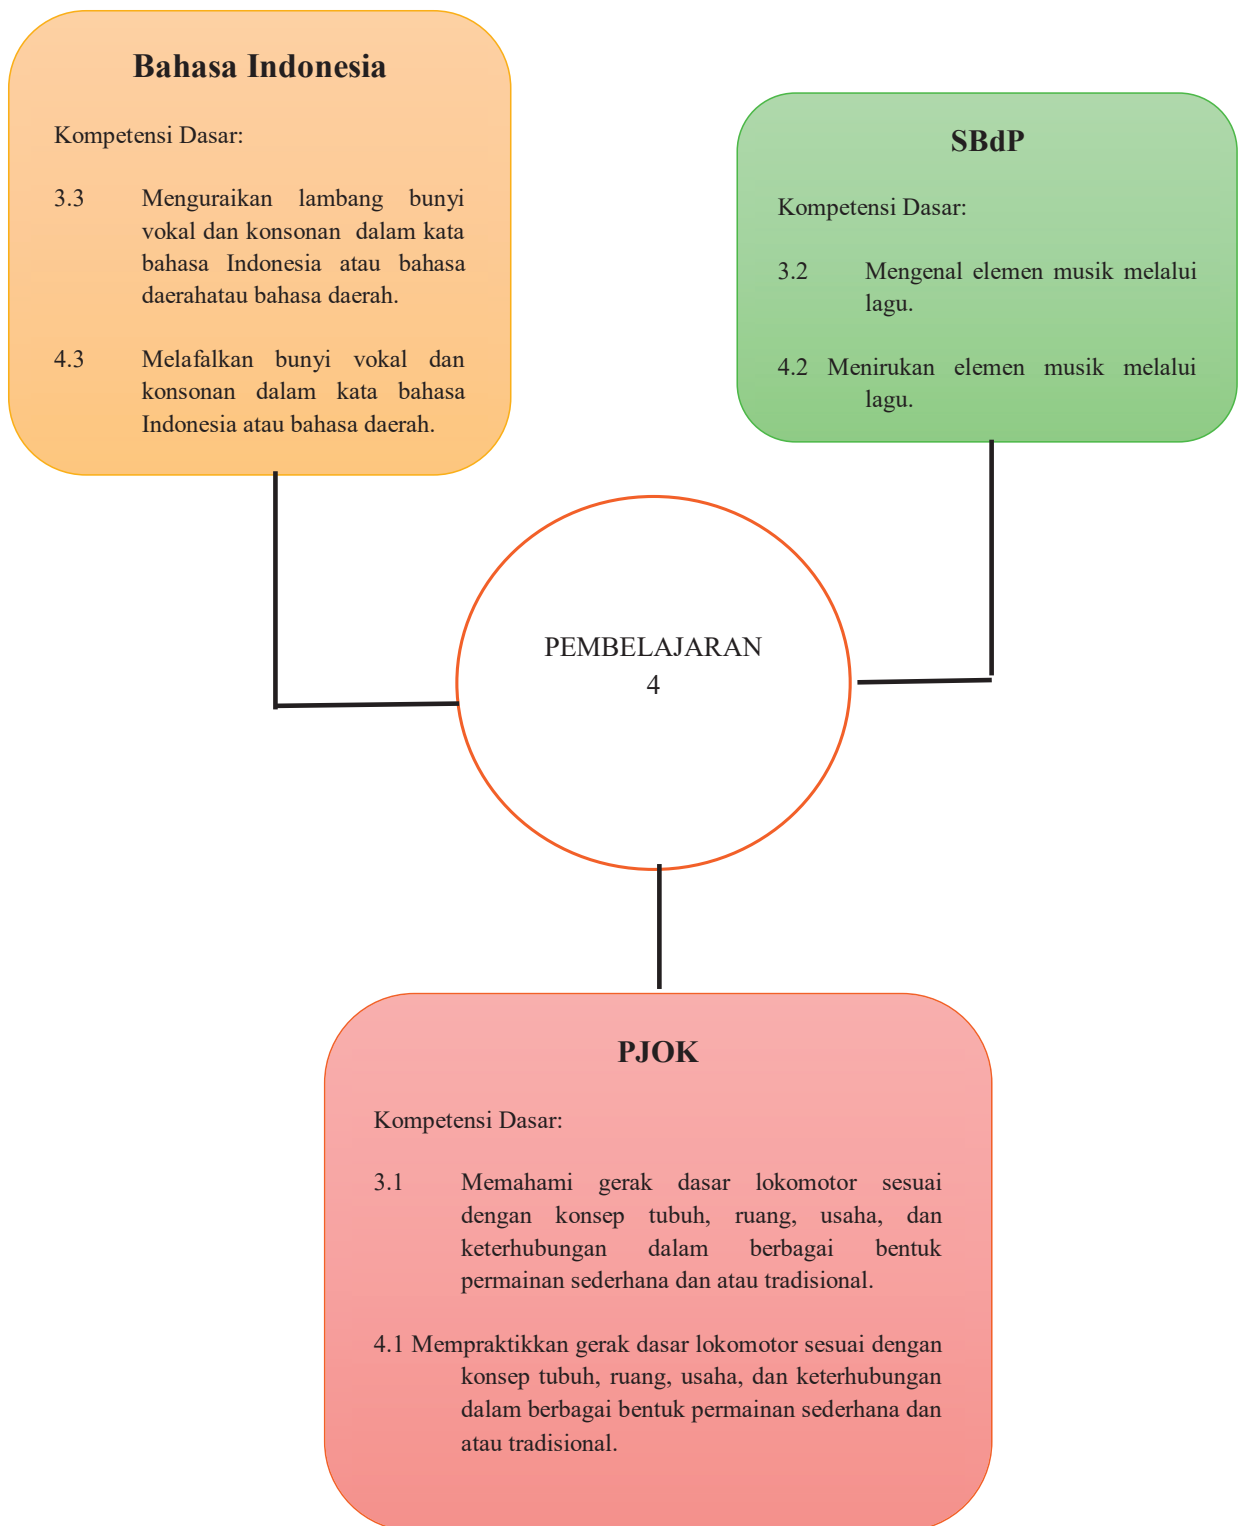 Bahasa Indonesia
Kompetensi Dasar:
3.3 Menguraikan lambang bunyi
vokal dan konsonan dalam kata
bahasa Indonesia atau bahasa
daerahatau bahasa daerah.
4.3 Melafalkan bunyi vokal dan
konsonan dalam kata bahasa
Indonesia atau bahasa daerah.
SBdP
Kompetensi Dasar:
3.2 Mengenal elemen musik melalui
lagu.
4.2 Menirukan elemen musik melalui
lagu.
PEMBELAJARAN
4
PJOK
Kompetensi Dasar:
3.1 Memahami gerak dasar lokomotor sesuai
dengan konsep tubuh, ruang, usaha, dan
keterhubungan dalam berbagai bentuk
permainan sederhana dan atau tradisional.
4.1 Mempraktikkan gerak dasar lokomotor sesuai dengan
konsep tubuh, ruang, usaha, dan keterhubungan
dalam berbagai bentuk permainan sederhana dan
atau tradisional.